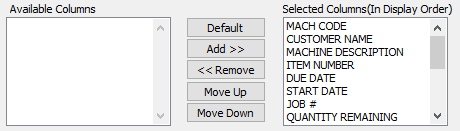 Available Columns
Default
Add >>
<< Remove
Move Up
Move Down
Selected Columns(In Display Order)
MACH CODE
CUSTOMER NAME
MACHINE DESCRIPTION
ITEM NUMBER
DUE DATE
START DATE
JOB #
QUANTITY REMAINING